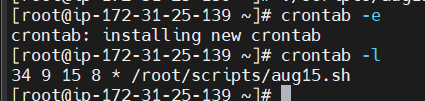 [root@ip-172-31-25-139 ~]# crontab -e
crontab: installing new crontab
[root@ip-172-31-25-139 ~]# crontab -l
34 9 15 8 * /root/scripts/aug15.sh
[root@ip-172-31-25-139 ~]#